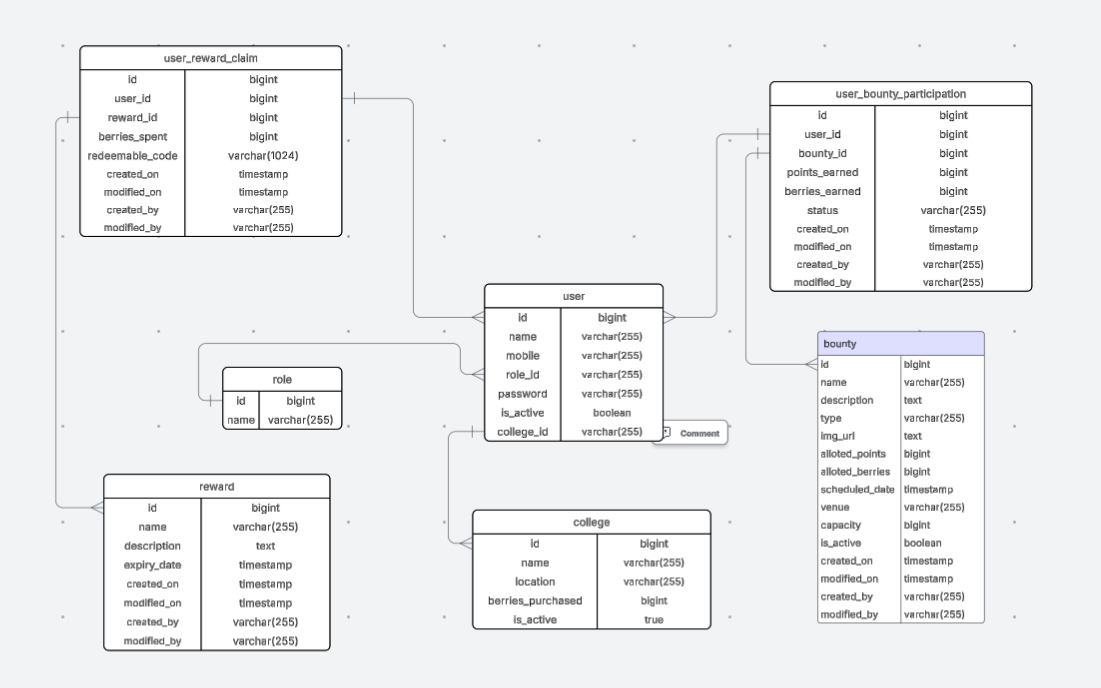 user_reward_claim
id bigint
user_id bigint
reward_id bigint
berries_spent bigint
redeemable_code varchar(1024)
created_on timestamp
modified_on timestamp
created_by varchar(255)
modified_by varchar(255)
user_bounty_participation
id bigint
user_id bigint
bounty_id bigint
points_earned bigint
berries_earned bigint
status varchar(255)
created_on timestamp
modified_on timestamp
created_by varchar(255)
modified_by varchar(255)
user
id bigint
name varchar(255)
mobile varchar(255)
role_id varchar(255)
password varchar(255)
is_active boolean
college_id varchar(255)
Comment
role
id bigint
name varchar(255)
bounty
id bigint
name varchar(255)
description text
type varchar(255)
img_url text
alloted_points bigint
alloted_berries bigint
scheduled_date timestamp
venue varchar(255)
capacity bigint
is_active boolean
created_on timestamp
modified_on timestamp
created_by varchar(255)
modified_by varchar(255)
reward
id bigint
name varchar(255)
description text
expiry_date timestamp
created_on timestamp
modified_on timestamp
created_by varchar(255)
modified_by varchar(255)
college
id bigint
name varchar(255)
location varchar(255)
berries_purchased bigint
is_active true